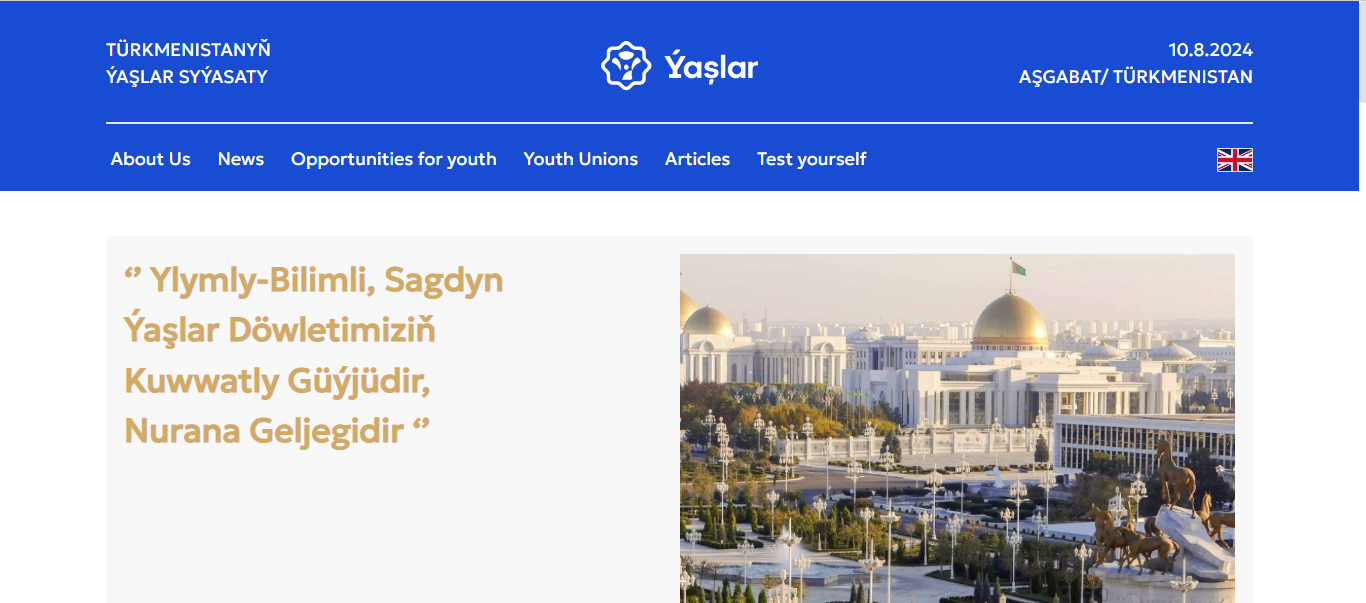 TÜRKMENISTANYŇ
ÝAŞLAR SYÝASATY
Ýaşlar
10.8.2024
AŞGABAT/ TÜRKMENISTAN
About Us News Opportunities for youth Youth Unions Articles Test yourself
‘’ Ylymly-Bilimli, Sagdyn
Ýaşlar Döwletimiziň
Kuwwatly Güýjüdir,
Nurana Geljegidir ‘’